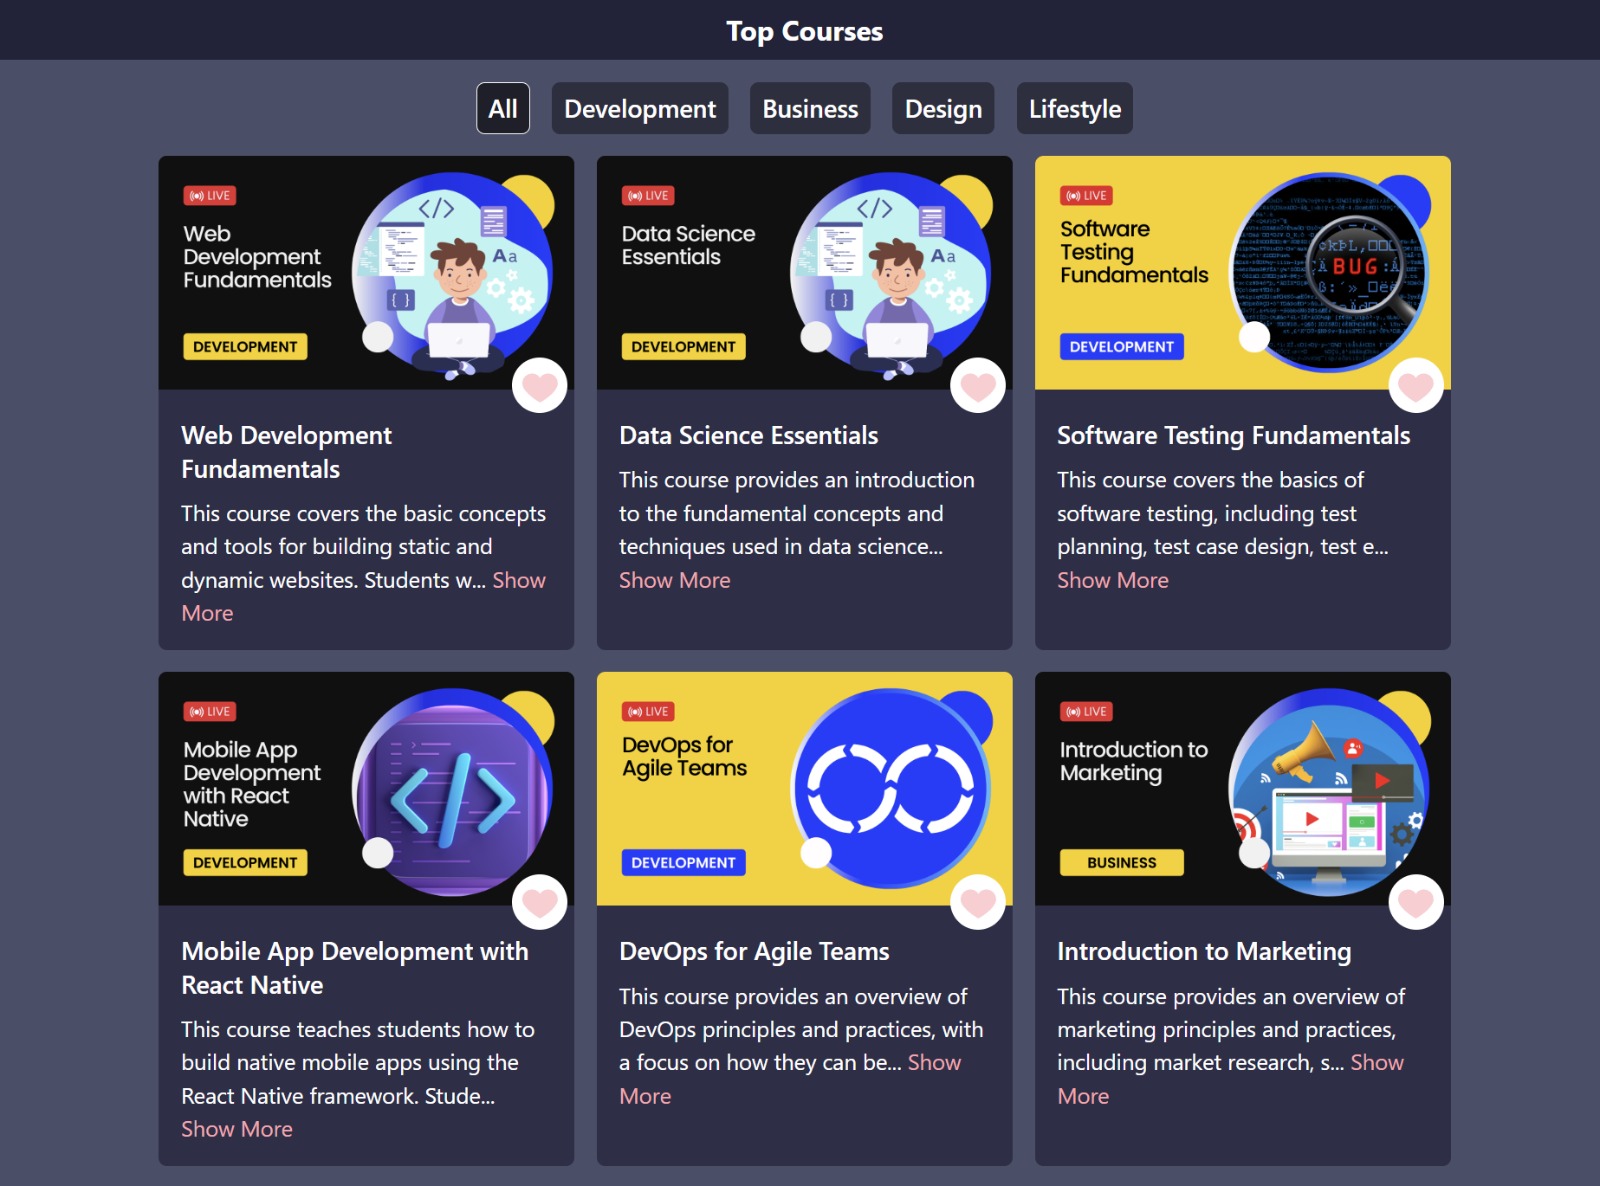 Top Courses
All
Development
Business
Design
Lifestyle
LIVE
Web
Development
Fundamentals
DEVELOPMENT
</>
Aa
{ }
Web Development
Fundamentals
This course covers the basic concepts
and tools for building static and
dynamic websites. Students w... Show
More
LIVE
Data Science
Essentials
DEVELOPMENT
</>
Aa
{ }
Data Science Essentials
This course provides an introduction
to the fundamental concepts and
techniques used in data science...
Show More
LIVE
Software
Testing
Fundamentals
DEVELOPMENT
BUG
Software Testing Fundamentals
This course covers the basics of
software testing, including test
planning, test case design, test e...
Show More
LIVE
Mobile App
Development
with React
Native
DEVELOPMENT
</>
Mobile App Development with
React Native
This course teaches students how to
build native mobile apps using the
React Native framework. Stude...
Show More
LIVE
DevOps for
Agile Teams
DEVELOPMENT
DevOps for Agile Teams
This course provides an overview of
DevOps principles and practices, with
a focus on how they can be... Show
More
LIVE
Introduction to
Marketing
BUSINESS
Introduction to Marketing
This course provides an overview of
marketing principles and practices,
including market research, s... Show
More